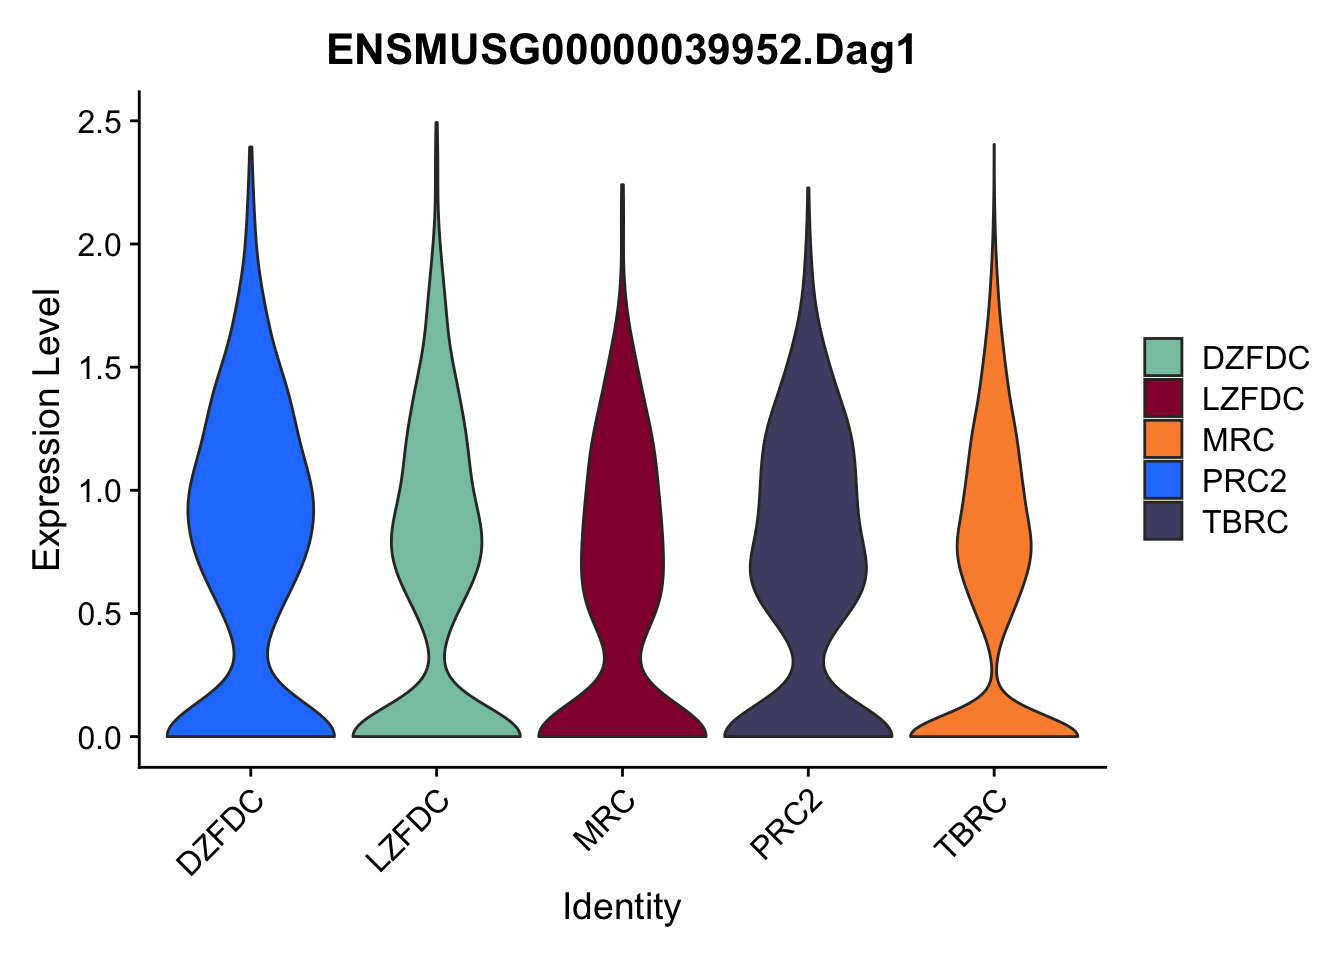 ENSMUSG00000039952.Dag1
Expression Level
2.5
2.0
1.5
1.0
0.5
0.0
DZFDC
LZFDC
MRC
PRC2
TBRC
Identity
DZFDC
LZFDC
MRC
PRC2
TBRC